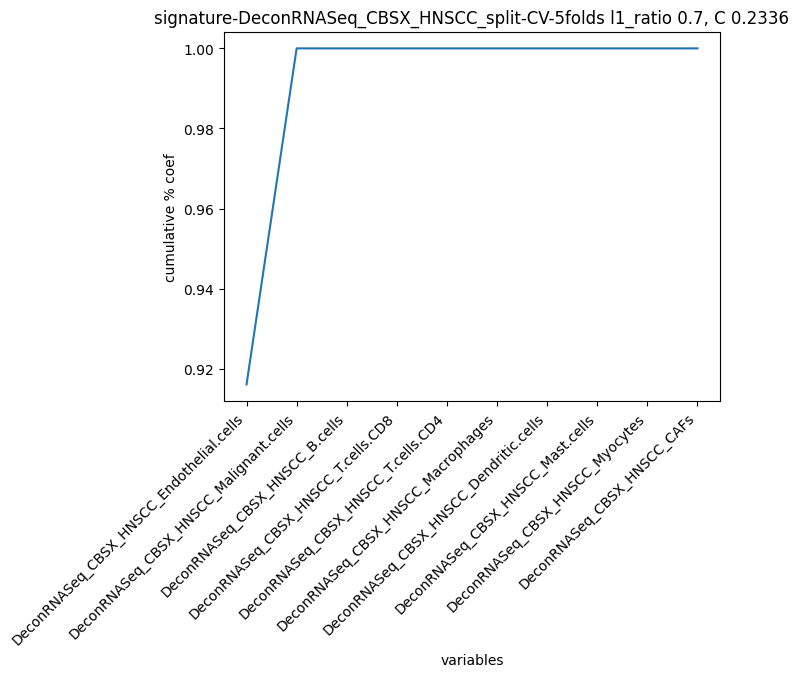 signature-DeconRNASeq_CBSX_HNSCC_split-CV-5folds l1_ratio 0.7, C 0.2336
cumulative % coef
1.00
0.98
0.96
0.94
0.92
DeconRNASeq_CBSX_HNSCC_Endothelial.cells
DeconRNASeq_CBSX_HNSCC_Malignant.cells
DeconRNASeq_CBSX_HNSCC_B.cells
DeconRNASeq_CBSX_HNSCC_T.cells.CD8
DeconRNASeq_CBSX_HNSCC_T.cells.CD4
DeconRNASeq_CBSX_HNSCC_Macrophages
DeconRNASeq_CBSX_HNSCC_Dendritic.cells
DeconRNASeq_CBSX_HNSCC_Mast.cells
DeconRNASeq_CBSX_HNSCC_Myocytes
DeconRNASeq_CBSX_HNSCC_CAFs
variables